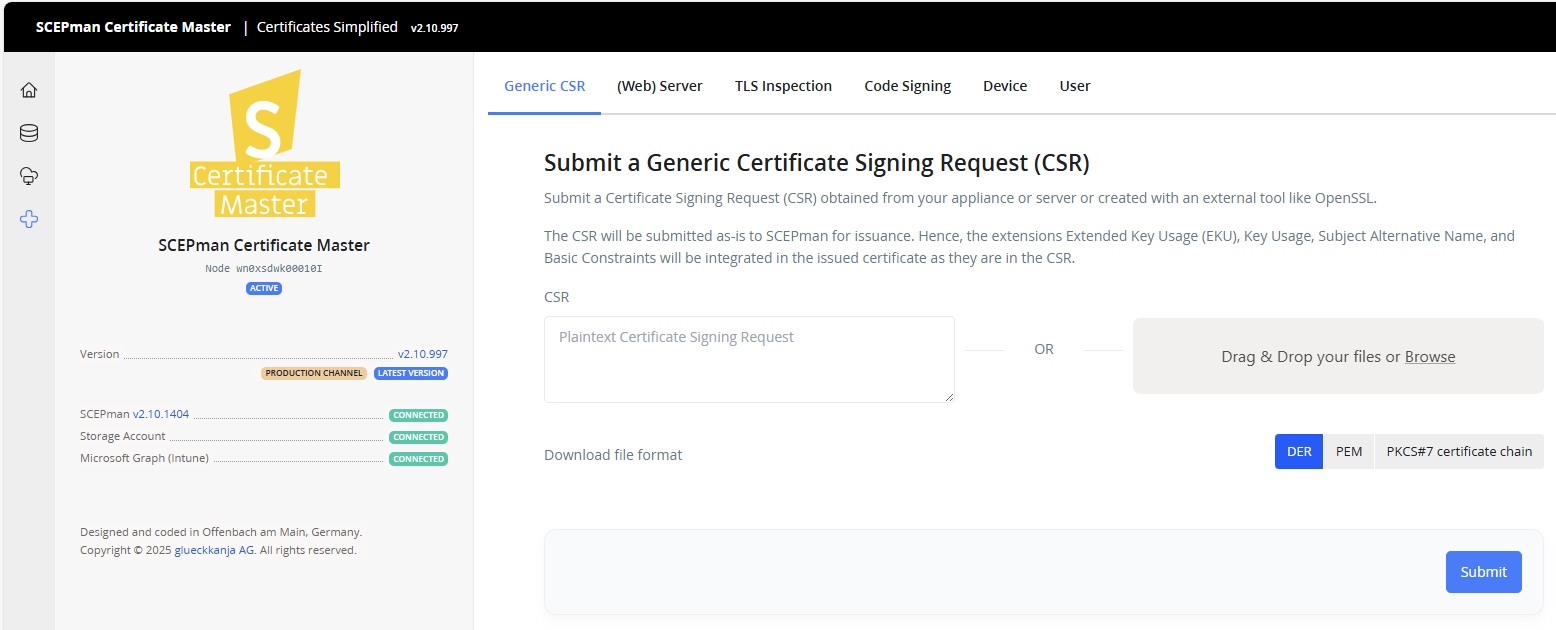 SCEPman Certificate Master | Certificates Simplified v2.10.997
S
Certificate
Master
SCEPman Certificate Master
Node wn0xsdwk00010I
ACTIVE
Version v2.10.997
PRODUCTION CHANNEL LATEST VERSION
SCEPman v2.10.1404 CONNECTED
Storage Account CONNECTED
Microsoft Graph (Intune) CONNECTED
Designed and coded in Offenbach am Main, Germany.
Copyright © 2025 glueckkanja AG. All rights reserved.
Generic CSR (Web) Server TLS Inspection Code Signing Device User
Submit a Generic Certificate Signing Request (CSR)
Submit a Certificate Signing Request (CSR) obtained from your appliance or server or created with an external tool like OpenSSL.
The CSR will be submitted as-is to SCEPman for issuance. Hence, the extensions Extended Key Usage (EKU), Key Usage, Subject Alternative Name, and
Basic Constraints will be integrated in the issued certificate as they are in the CSR.
CSR
Plaintext Certificate Signing Request
OR
Drag & Drop your files or Browse
Download file format
DER PEM PKCS#7 certificate chain
Submit